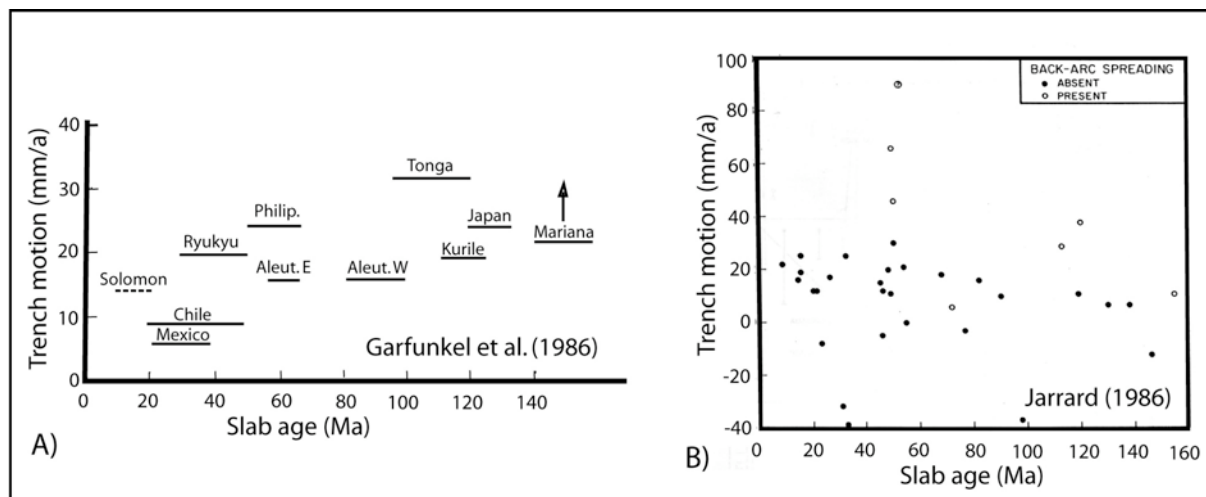 40
30
20
10
0
Trench motion (mm/a)
Solomon
Ryukyu
Philip.
Tonga
Japan
Mariana
Kurile
Aleut. E
Aleut. W
Chile
Mexico
Garfunkel et al. (1986)
0 20 40 60 80 100 120 140
Slab age (Ma)
A)
BACK-ARC SPREADING
ABSENT
PRESENT
100
80
60
40
20
0
-20
-40
Trench motion (mm/a)
?
Jarrard (1986)
0 20 40 60 80 100 120 140 160
Slab age (Ma)
B)